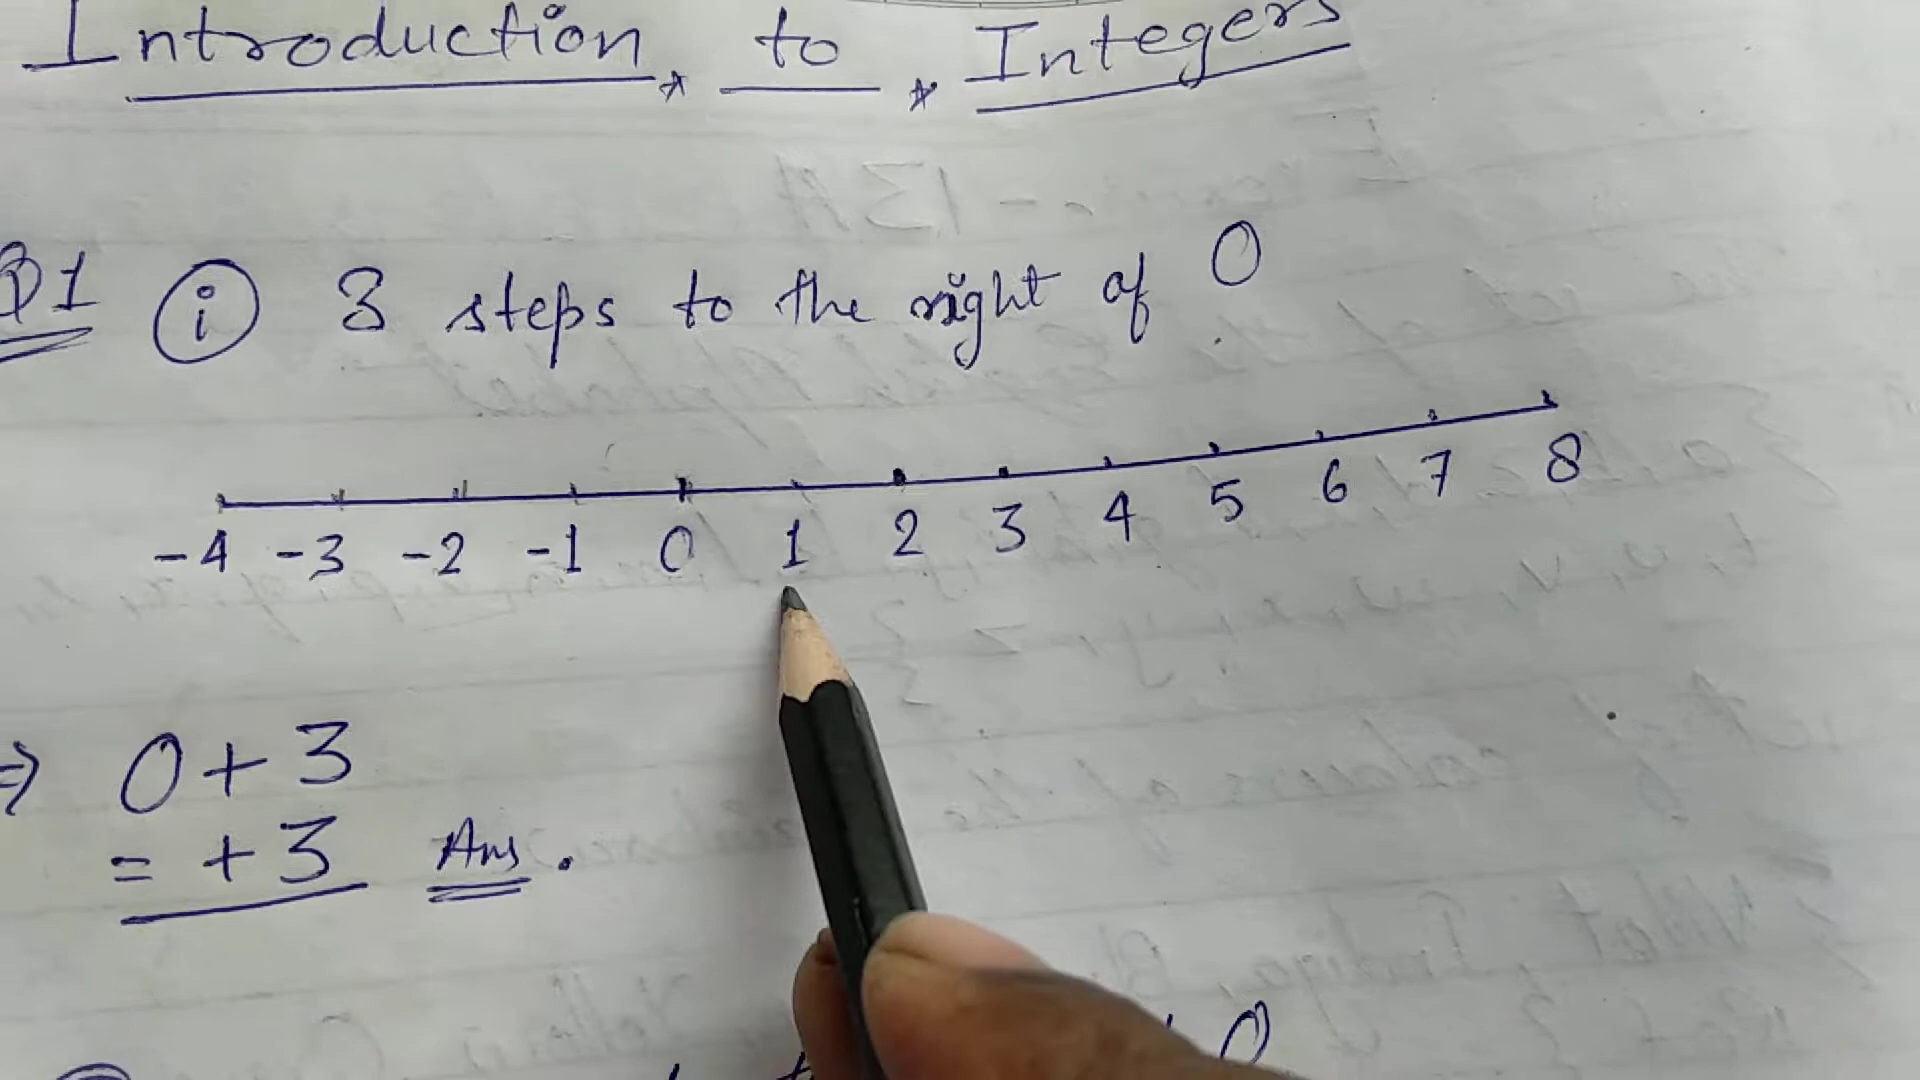 Introduction to Integers
Q1 (i) 3 steps to the right of 0
-4 -3 -2 -1 0 1 2 3 4 5 6 7 8
⇒ 0+3
= +3 Ans.
0